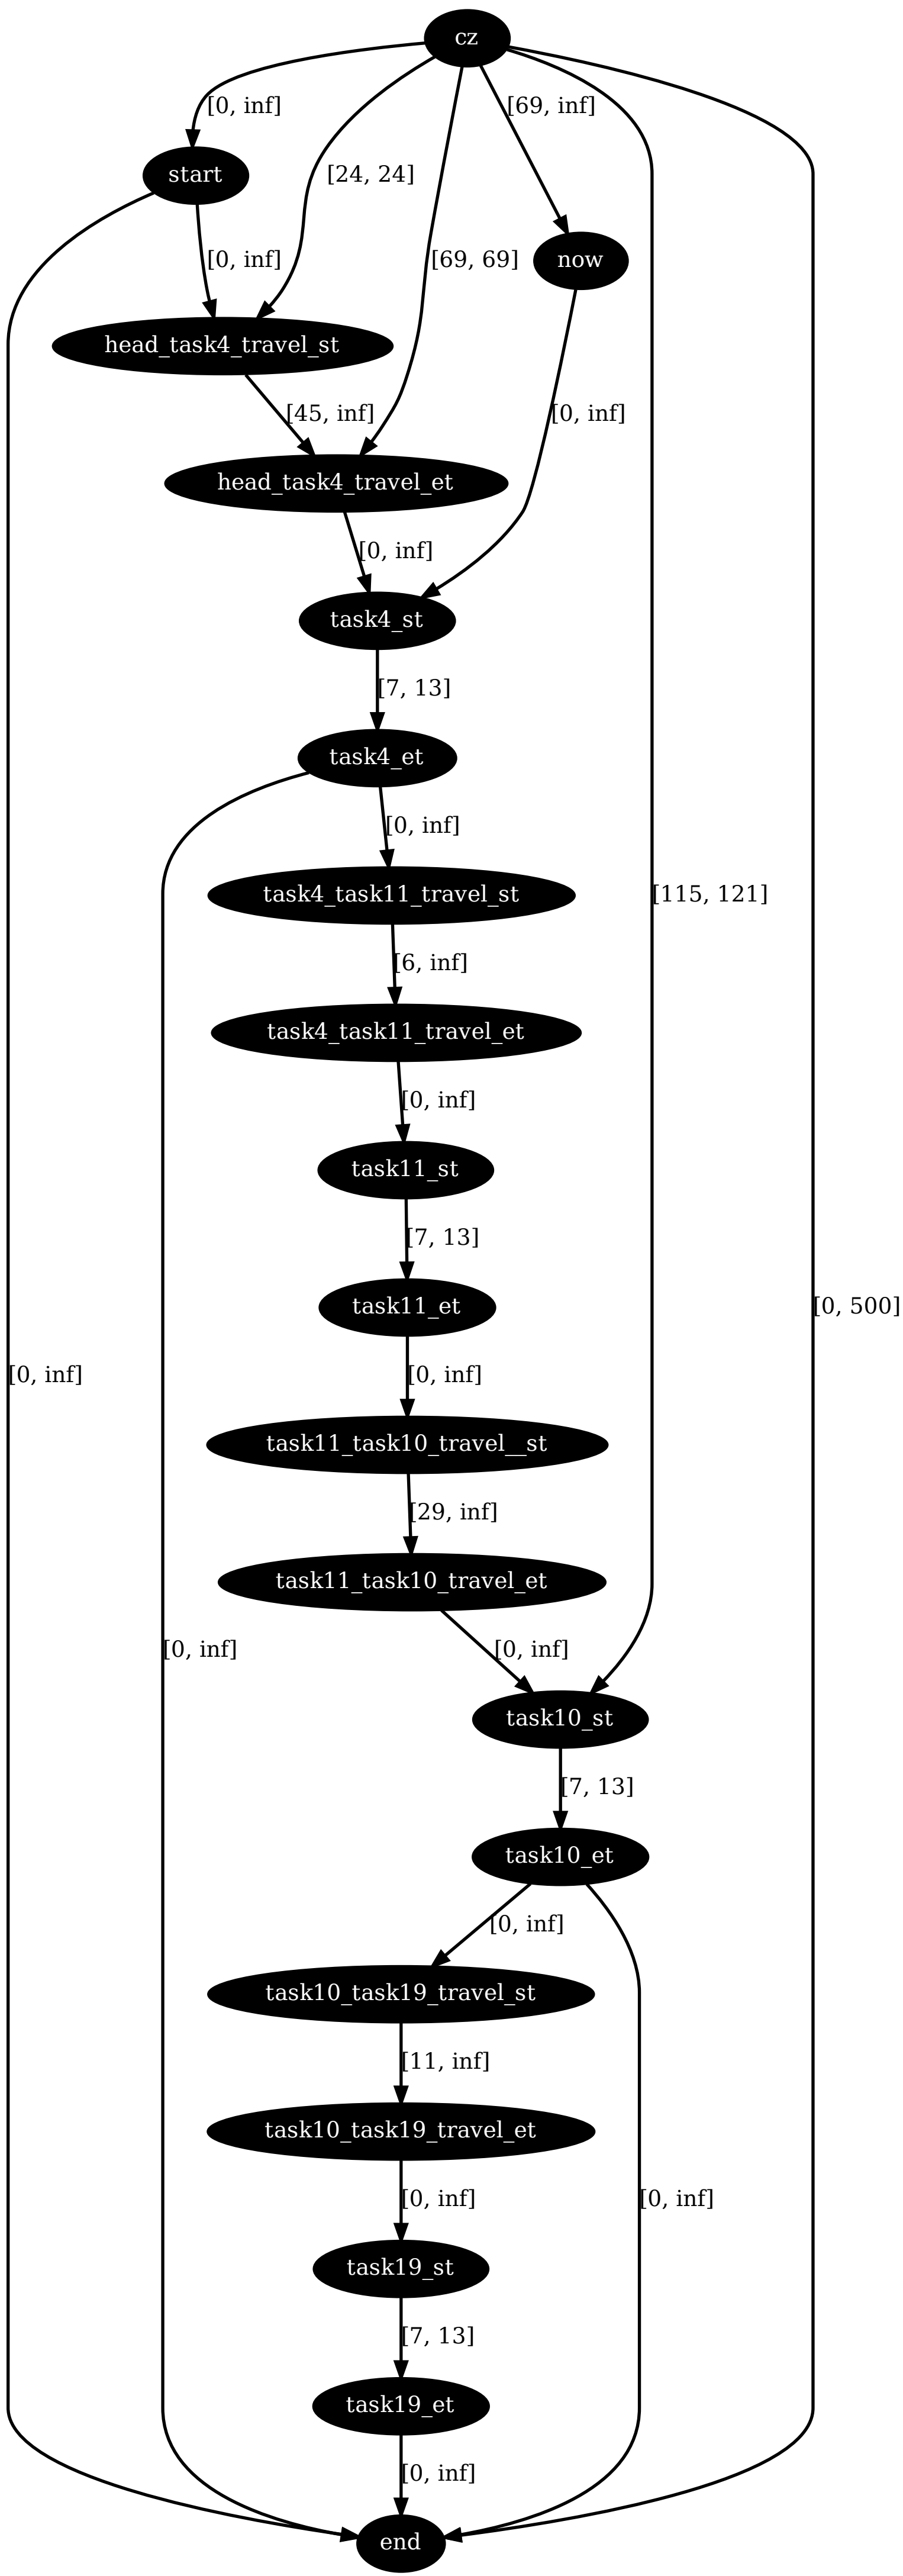 cz
[0, inf]
[69, inf]
[24, 24]
start
[0, inf]
[69, 69]
now
head_task4_travel_st
[45, inf]
[0, inf]
head_task4_travel_et
[0, inf]
task4_st
[7, 13]
task4_et
[0, inf]
task4_task11_travel_st
[115, 121]
[6, inf]
task4_task11_travel_et
[0, inf]
task11_st
[7, 13]
task11_et
[0, 500]
[0, inf]
[0, inf]
task11_task10_travel__st
[29, inf]
task11_task10_travel_et
[0, inf]
[0, inf]
task10_st
[7, 13]
task10_et
[0, inf]
task10_task19_travel_st
[11, inf]
task10_task19_travel_et
[0, inf]
[0, inf]
task19_st
[7, 13]
task19_et
[0, inf]
end